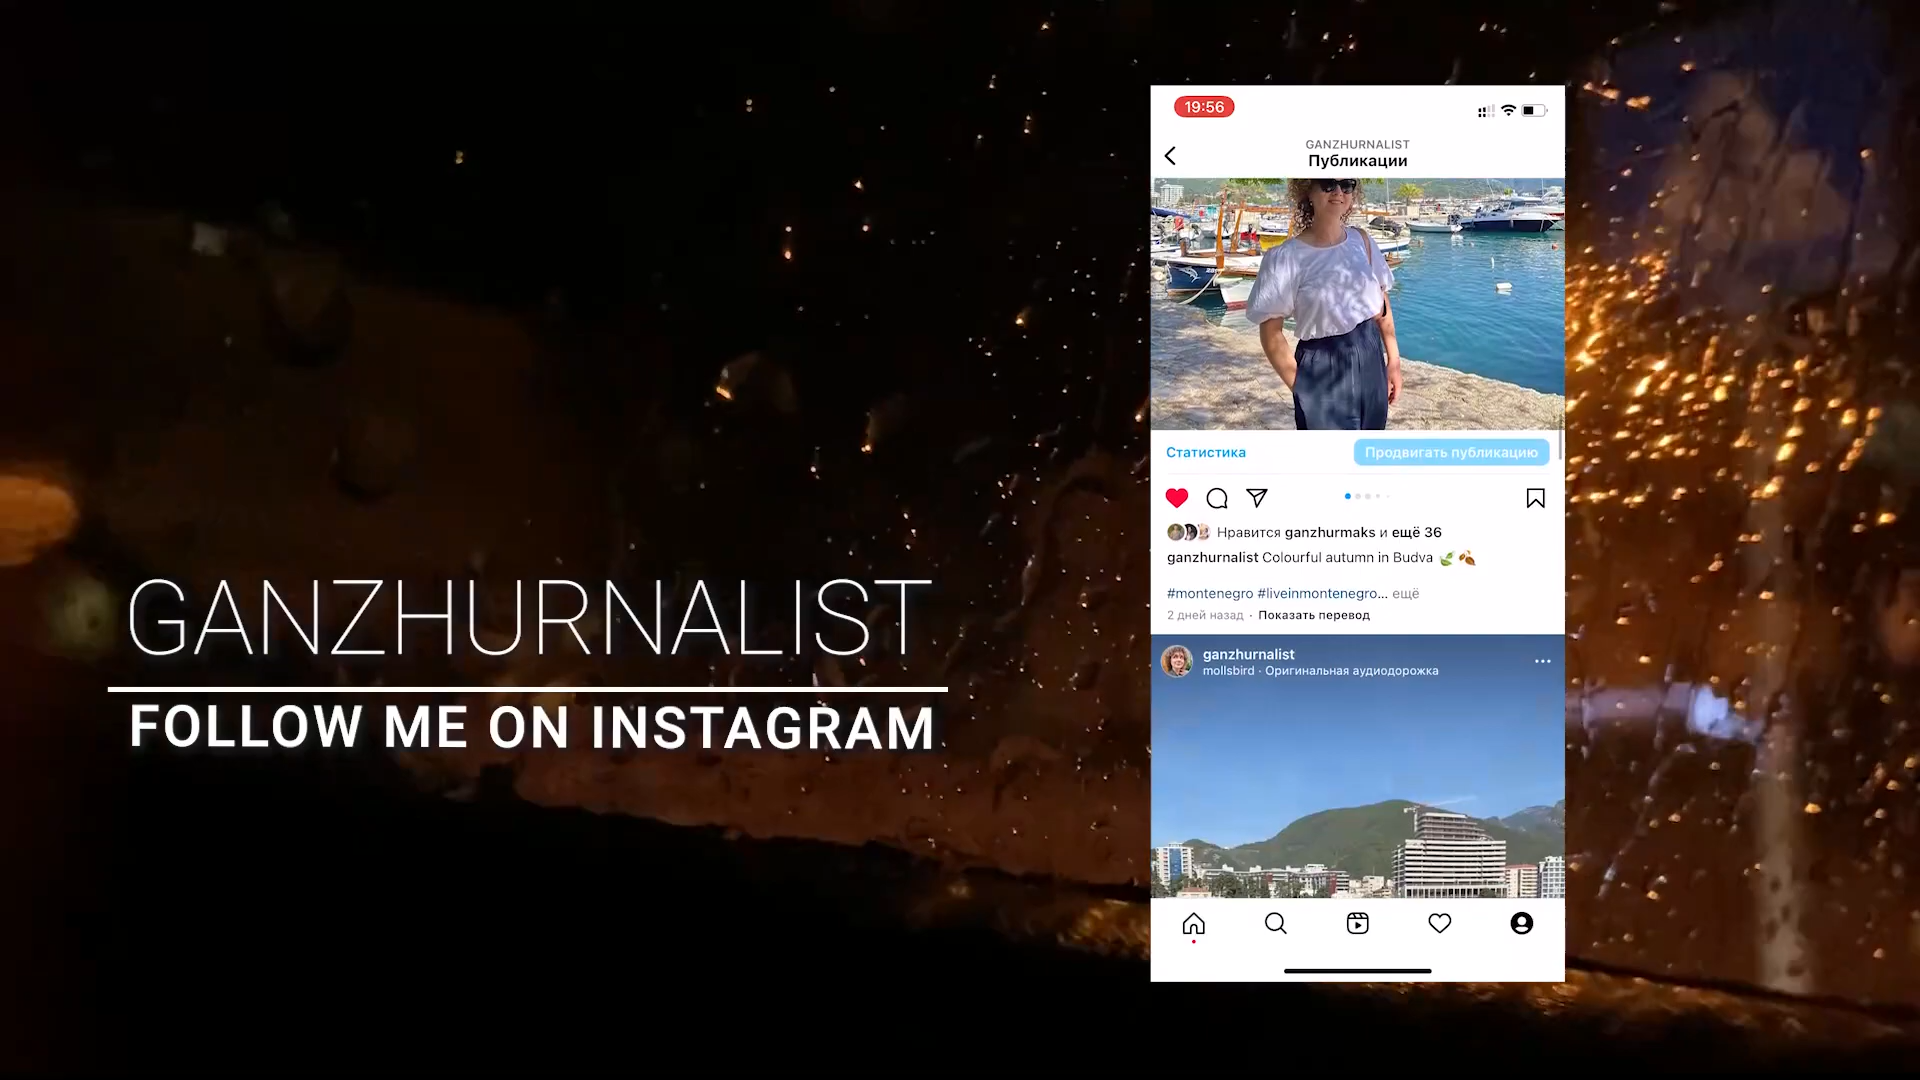 GANZHURNALIST
FOLLOW ME ON INSTAGRAM
19:56
GANZHURNALIST
Публикации
Статистика
Продвигать публикацию
Нравится ganzhurmaks и ещё 36
ganzhurnalist Colourful autumn in Budva 🍃🍂
#montenegro #liveinmontenegro... ещё
2 дней назад · Показать перевод
ganzhurnalist
mollsbird · Оригинальная аудиодорожка